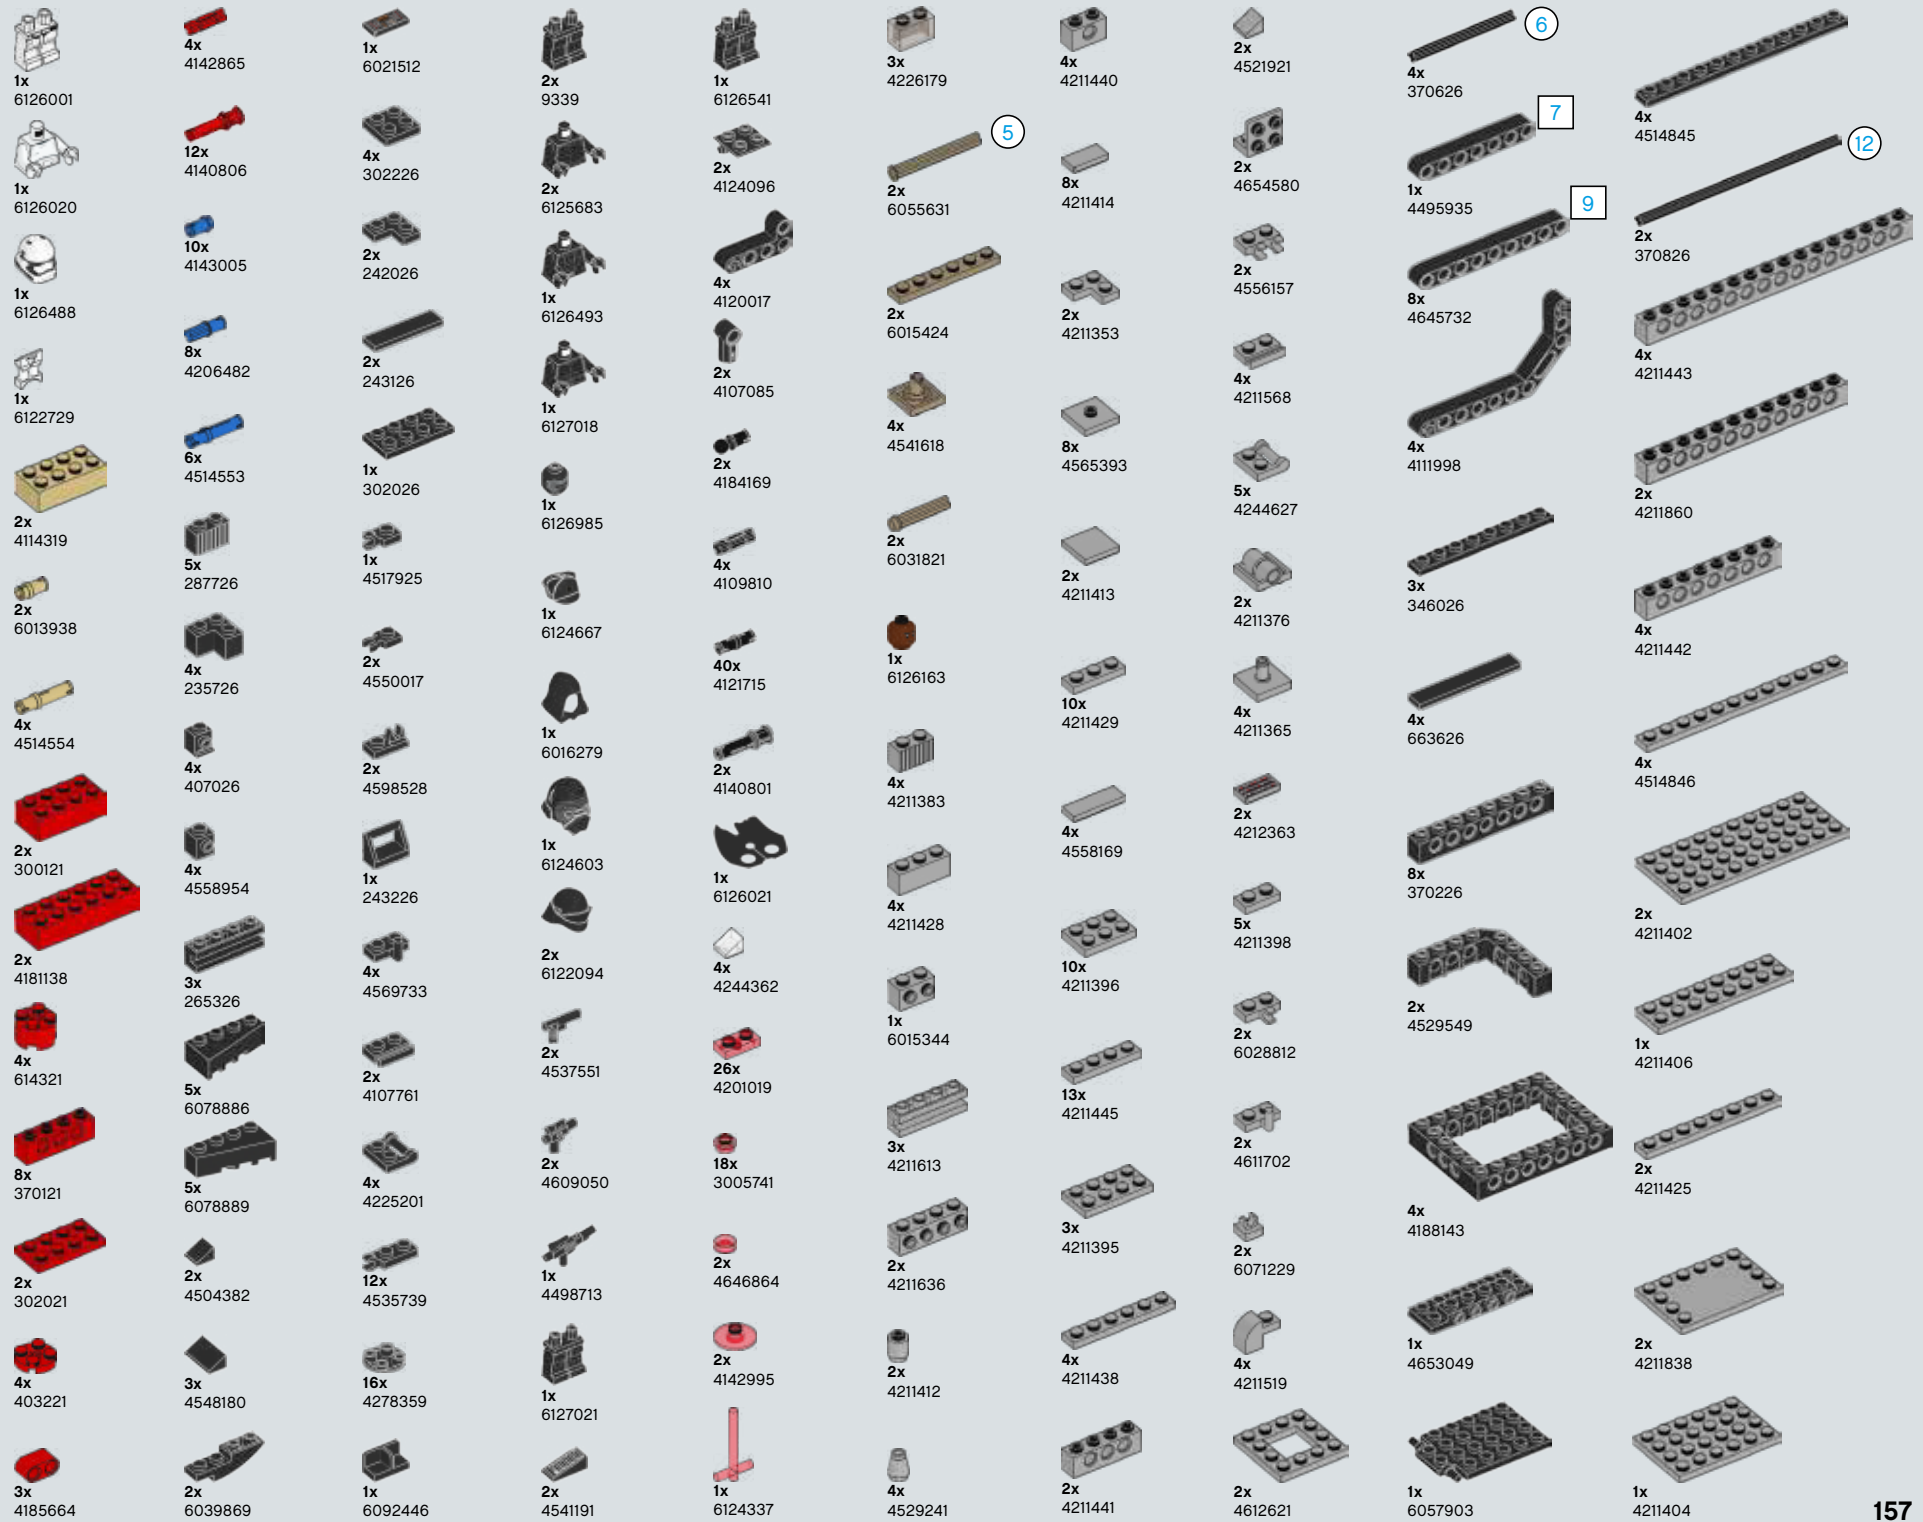 1x
6126001
1x
6126020
1x
6126488
1x
6122729
2x
4114319
2x
6013938
4x
4514554
2x
300121
2x
4181138
4x
614321
8x
370121
2x
302021
4x
403221
3x
4185664
4x
4142865
12x
4140806
10x
4143005
8x
4206482
6x
4514553
5x
287726
4x
235726
4x
407026
4x
4558954
3x
265326
5x
6078886
5x
6078889
2x
4504382
3x
4548180
2x
6039869
1x
6021512
4x
302226
2x
242026
2x
243126
1x
302026
1x
4517925
2x
4550017
2x
4598528
1x
243226
4x
4569733
2x
4107761
4x
4225201
12x
4535739
16x
4278359
1x
6092446
2x
9339
2x
6125683
1x
6126493
1x
6127018
1x
6126985
1x
6124667
1x
6016279
1x
6124603
2x
6122094
2x
4537551
2x
4609050
1x
4498713
1x
6127021
2x
4541191
1x
6126541
2x
4124096
4x
4120017
2x
4107085
2x
4184169
4x
4109810
40x
4121715
2x
4140801
1x
6126021
4x
4244362
26x
4201019
18x
3005741
2x
4646864
2x
4142995
1x
6124337
3x
4226179
5
2x
6055631
2x
6015424
4x
4541618
2x
6031821
1x
6126163
4x
4211383
4x
4211428
1x
6015344
3x
4211613
2x
4211636
2x
4211412
4x
4529241
4x
4211440
8x
4211414
2x
4211353
8x
4565393
2x
4211413
10x
4211429
4x
4558169
10x
4211396
13x
4211445
3x
4211395
4x
4211438
2x
4211441
2x
4521921
2x
4654580
2x
4556157
4x
4211568
5x
4244627
2x
4211376
4x
4211365
2x
4212363
5x
4211398
2x
6028812
2x
4611702
2x
6071229
4x
4211519
2x
4612621
6
4x
370626
7
1x
4495935
9
8x
4645732
4x
4111998
3x
346026
4x
663626
8x
370226
2x
4529549
4x
4188143
1x
4653049
1x
6057903
4x
4514845
12
2x
370826
4x
4211443
2x
4211860
4x
4211442
4x
4514846
2x
4211402
1x
4211406
2x
4211425
2x
4211838
1x
4211404
157